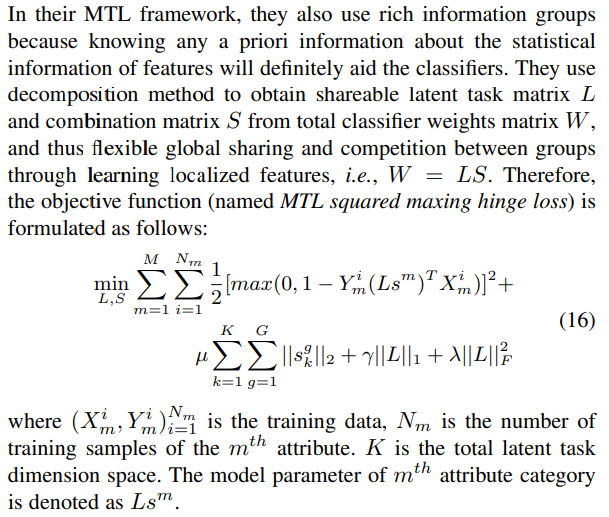 In their MTL framework, they also use rich information groups
because knowing any a priori information about the statistical
information of features will definitely aid the classifiers. They use
decomposition method to obtain shareable latent task matrix L
and combination matrix S from total classifier weights matrix W,
and thus flexible global sharing and competition between groups
through learning localized features, i.e., W = LS. Therefore,
the objective function (named MTL squared maxing hinge loss) is
formulated as follows:
\min_{L,S} \sum_{m=1}^{M} \sum_{i=1}^{N_m} \frac{1}{2}[max(0, 1 - Y_m^i (Ls^m)^T X_m^i)]^2 +
\mu \sum_{k=1}^{K} \sum_{g=1}^{G} ||s_k^g||_2 + \gamma||L||_1 + \lambda||L||_F^2
(16)
where (X_m^i, Y_m^i)_{i=1}^{N_m} is the training data, N_m is the number of
training samples of the m^{th} attribute. K is the total latent task
dimension space. The model parameter of m^{th} attribute category
is denoted as Ls^m.